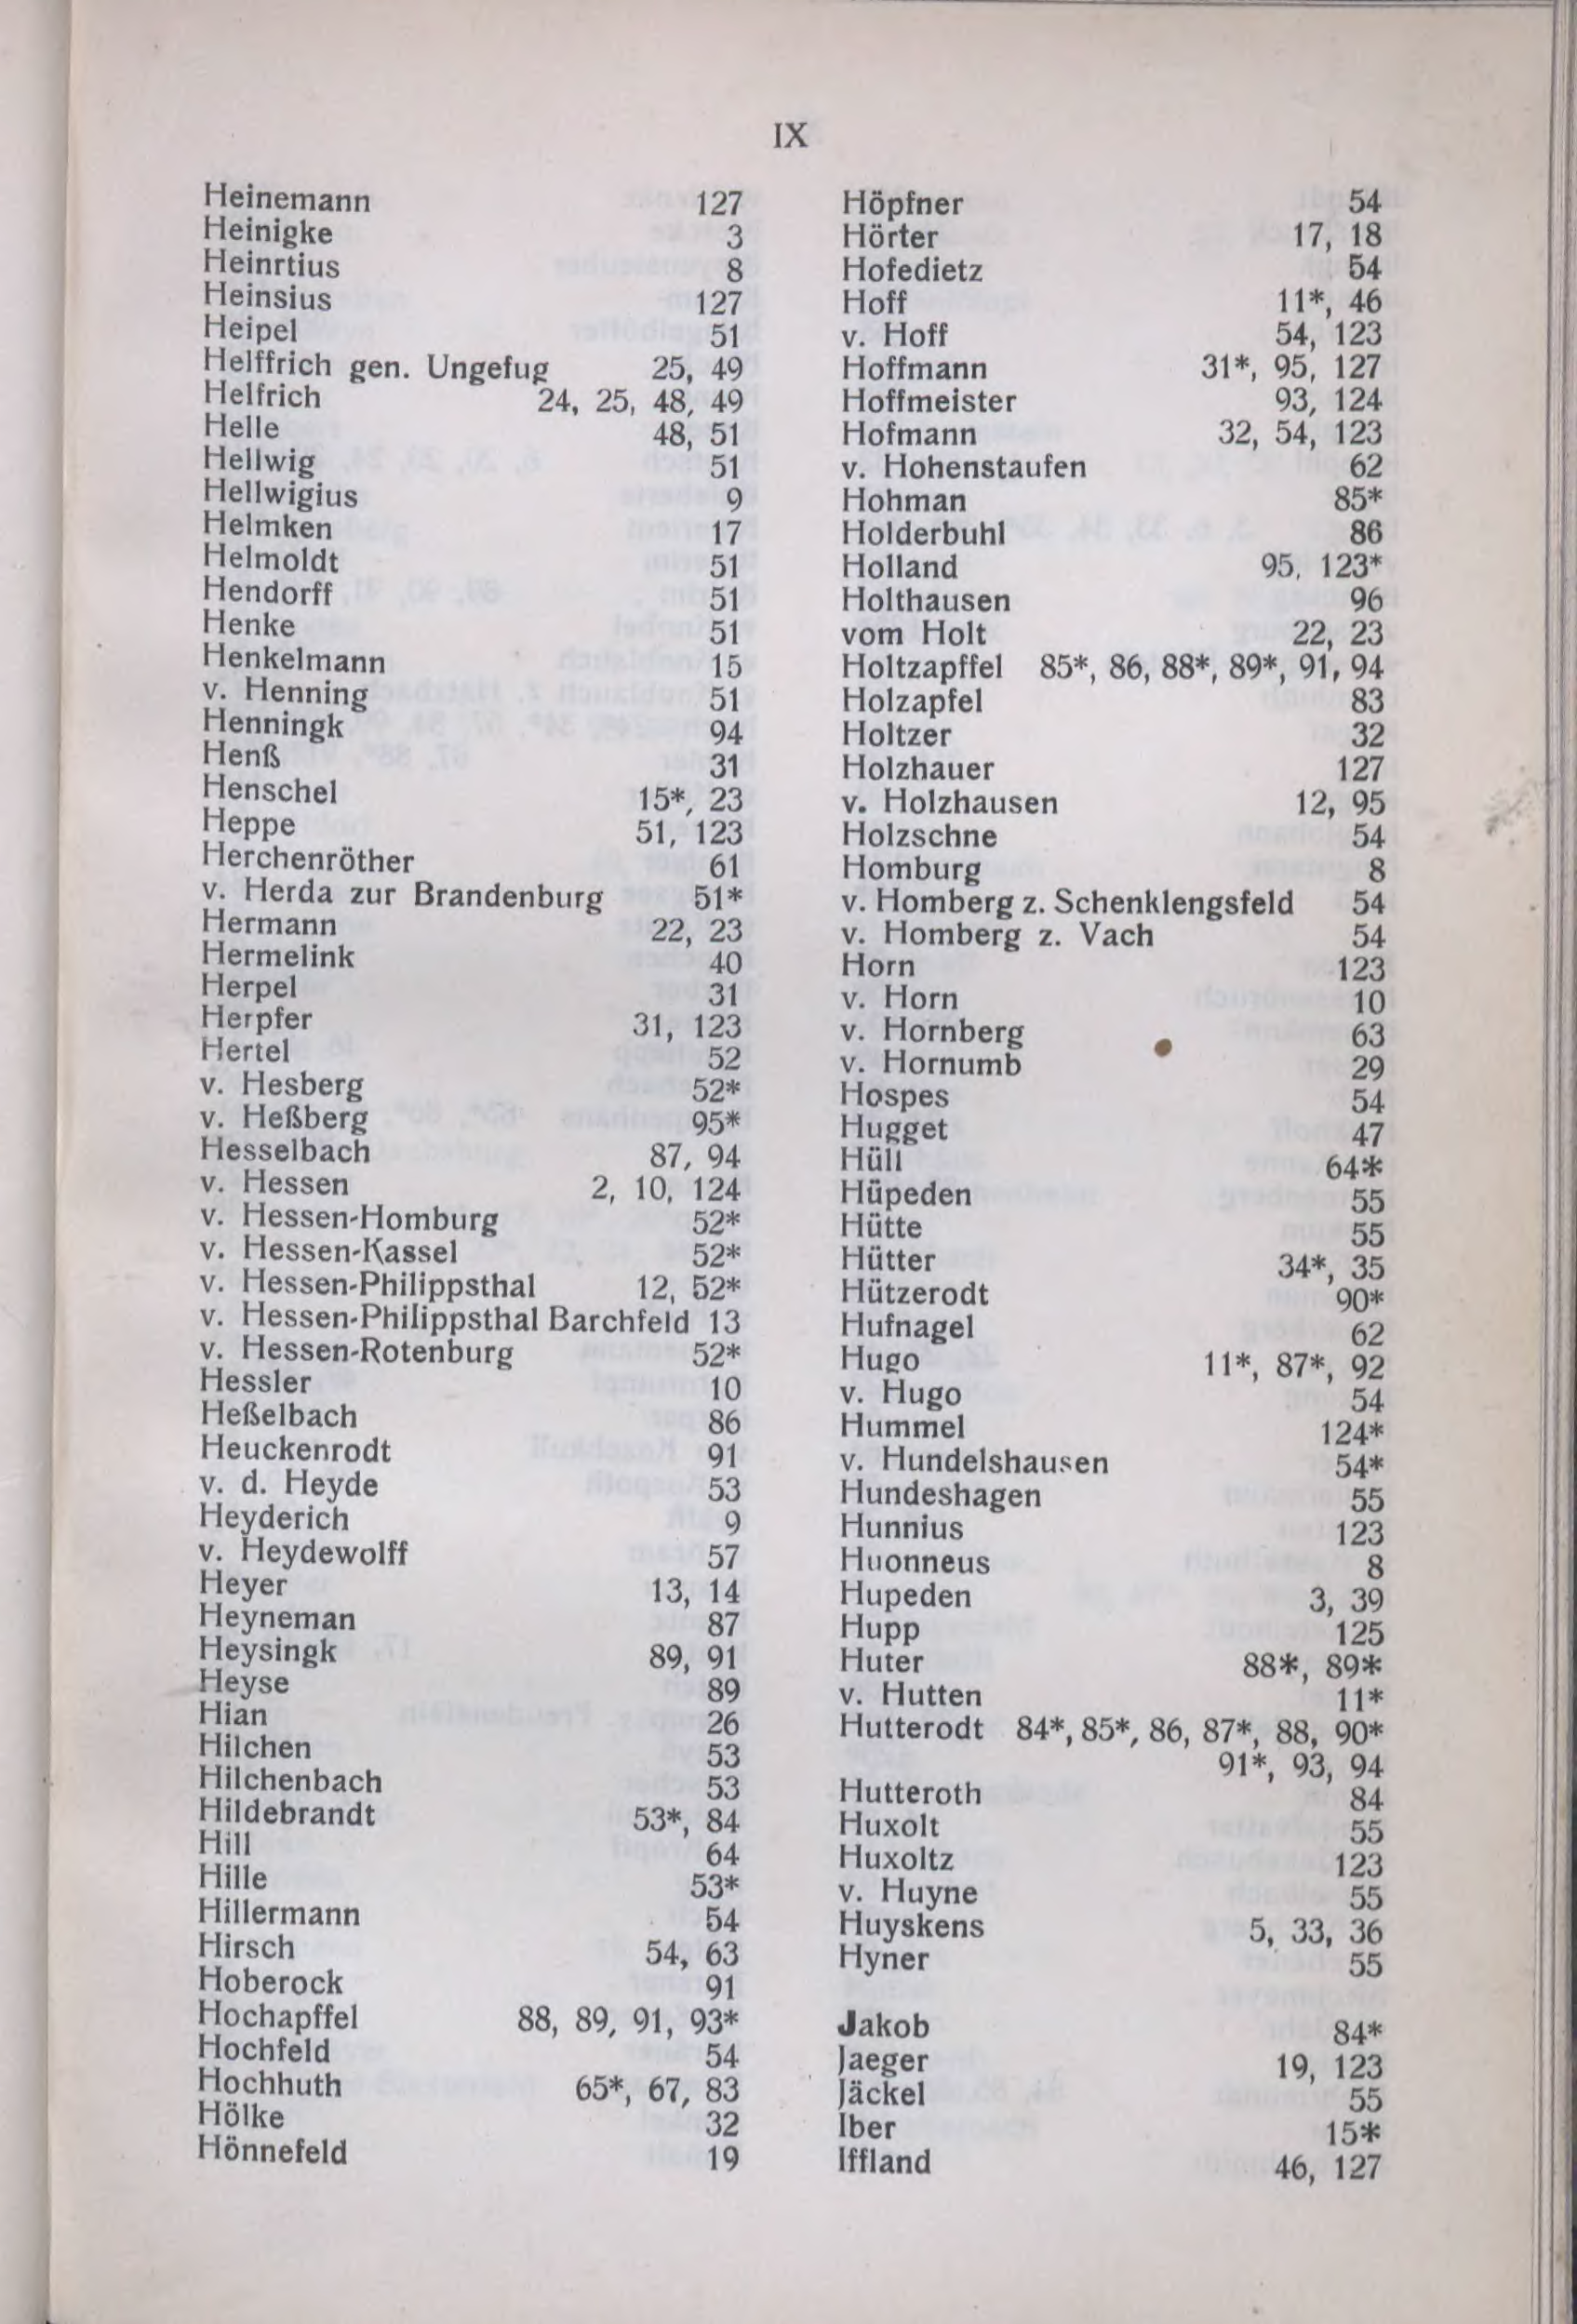 IX
Heinemann 127
Heinigke 3
Heinrtius 8
Heinsius 127
Heipel 51
Helffrich gen. Ungefug 25, 49
Helfrich 24, 25, 48, 49
Helle 48, 51
Hellwig 51
Hellwigius 9
Helmken 17
Helmoldt 51
Hendorff 51
Henke 51
Henkelmann 15
v. Henning 51
Henningk 94
Henß 31
Henschel 15*, 23
Heppe 51, 123
Herchenröther 61
v. Herda zur Brandenburg 51*
Hermann 22, 23
Hermelink 40
Herpel 31
Herpfer 31, 123
Hertel 52
v. Hesberg 52*
v. Heßberg 95*
Hesselbach 87, 94
v. Hessen 2, 10, 124
v. Hessen-Homburg 52*
v. Hessen-Kassel 52*
v. Hessen-Philippsthal 12, 52*
v. Hessen-Philippsthal Barchfeld 13
v. Hessen-Rotenburg 52*
Hessler 10
Heßelbach 86
Heuckenrodt 91
v. d. Heyde 53
Heyderich 9
v. Heydewolff 57
Heyer 13, 14
Heyneman 87
Heysingk 89, 91
Heyse 89
Hian 26
Hilchen 53
Hilchenbach 53
Hildebrandt 53*, 84
Hill 64
Hille 53*
Hillermann 54
Hirsch 54, 63
Hoberock 91
Hochapffel 88, 89, 91, 93*
Hochfeld 54
Hochhuth 65*, 67, 83
Hölke 32
Hönnefeld 19
Höpfner 54
Hörter 17, 18
Hofedietz 54
Hoff 11*, 46
v. Hoff 54, 123
Hoffmann 31*, 95, 127
Hoffmeister 93, 124
Hofmann 32, 54, 123
v. Hohenstaufen 62
Hohman 85*
Holderbuhl 86
Holland 95, 123*
Holthausen 96
vom Holt 22, 23
Holtzapffel 85*, 86, 88*, 89*, 91, 94
Holzapfel 83
Holtzer 32
Holzhauer 127
v. Holzhausen 12, 95
Holzschne 54
Homburg 8
v. Homberg z. Schenklengsfeld 54
v. Homberg z. Vach 54
Horn 123
v. Horn 10
v. Hornberg 63
v. Hornumb 29
Hospes 54
Hugget 47
Hüll 64*
Hüpeden 55
Hütte 55
Hütter 34*, 35
Hützerodt 90*
Hufnagel 62
Hugo 11*, 87*, 92
v. Hugo 54
Hummel 124*
v. Hundelshausen 54*
Hundeshagen 55
Hunnius 123
Huonneus 8
Hupeden 3, 39
Hupp 125
Huter 88*, 89*
v. Hutten 11*
Hutterodt 84*, 85*, 86, 87*, 88, 90*
91*, 93, 94
Hutteroth 84
Huxolt 55
Huxoltz 123
v. Huyne 55
Huyskens 5, 33, 36
Hyner 55
Jakob 84*
Jaeger 19, 123
Jäckel 55
Iber 15*
Iffland 46, 127